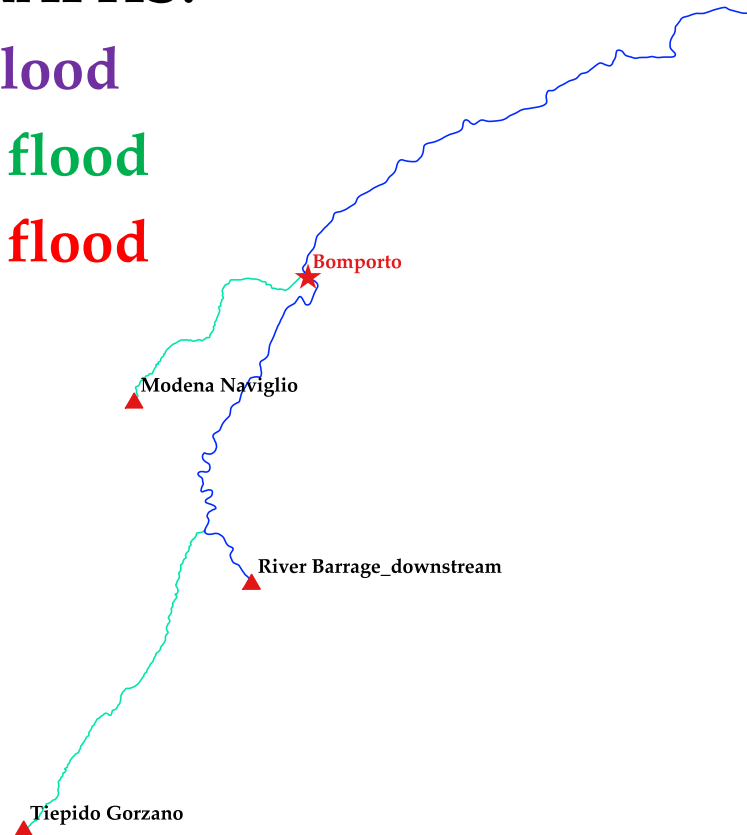 lood
flood
flood
Bomporto
Modena Naviglio
River Barrage_downstream
Tiepido Gorzano